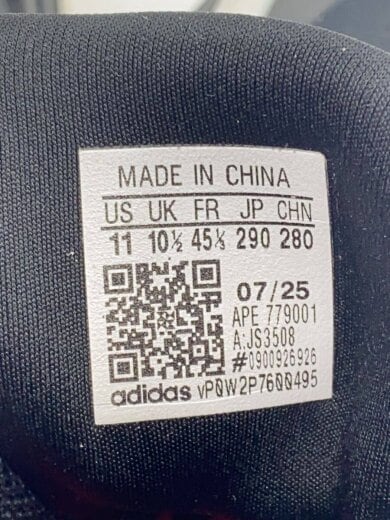 MADE IN CHINA
US UK FR JP CHN
11 10½ 45⅓ 290 280
07/25
APE 779001
A:JS3508
#0900926926
adidas vP0W2P7600495